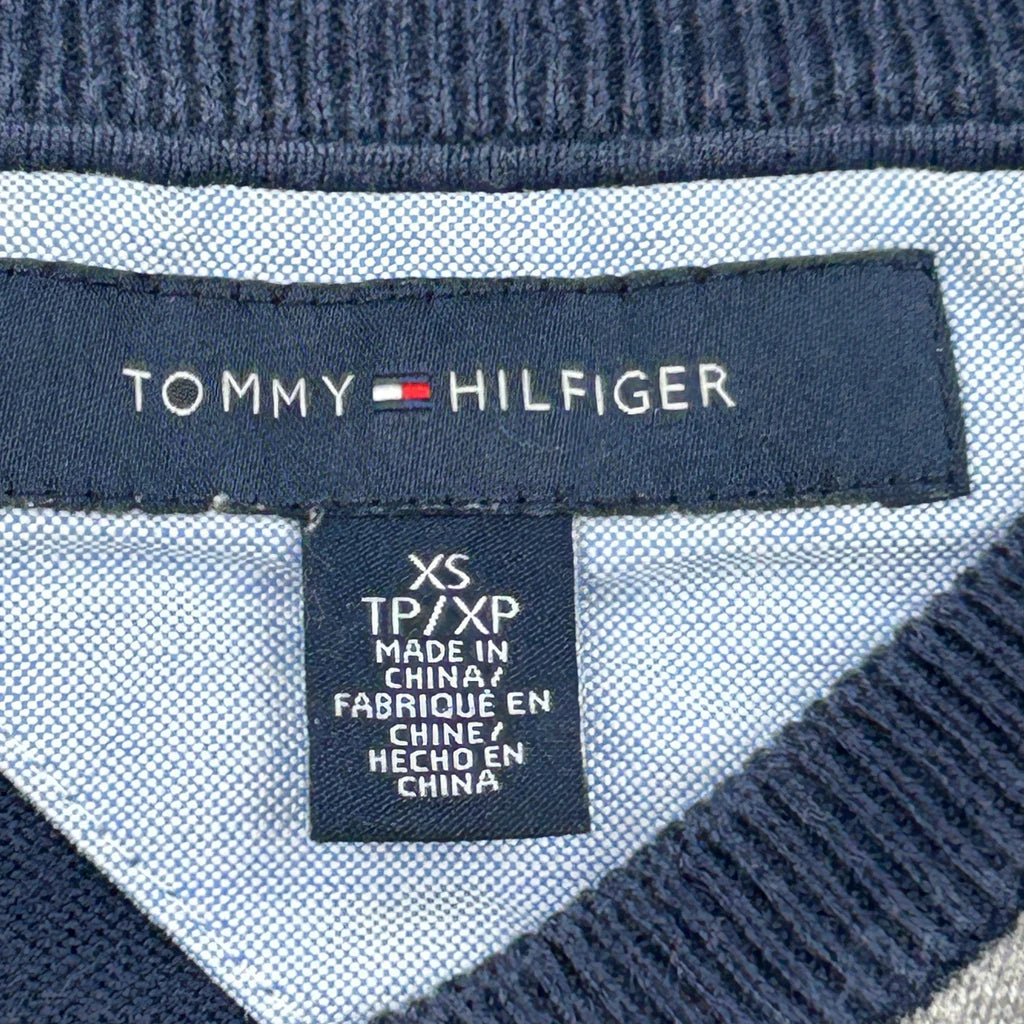 TOMMY HILFIGER
XS
TP/XP
MADE IN
CHINA/
FABRIQUÉ EN
CHINE/
HECHO EN
CHINA